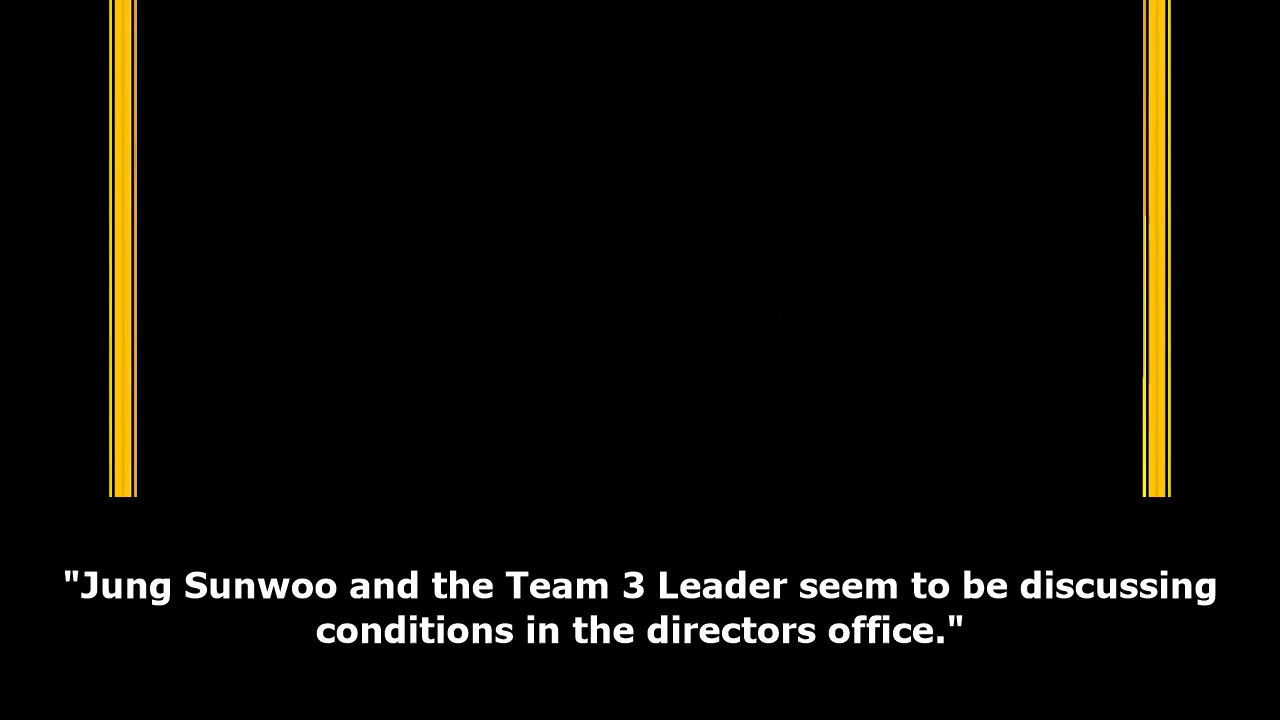 "Jung Sunwoo and the Team 3 Leader seem to be discussing
conditions in the directors office."